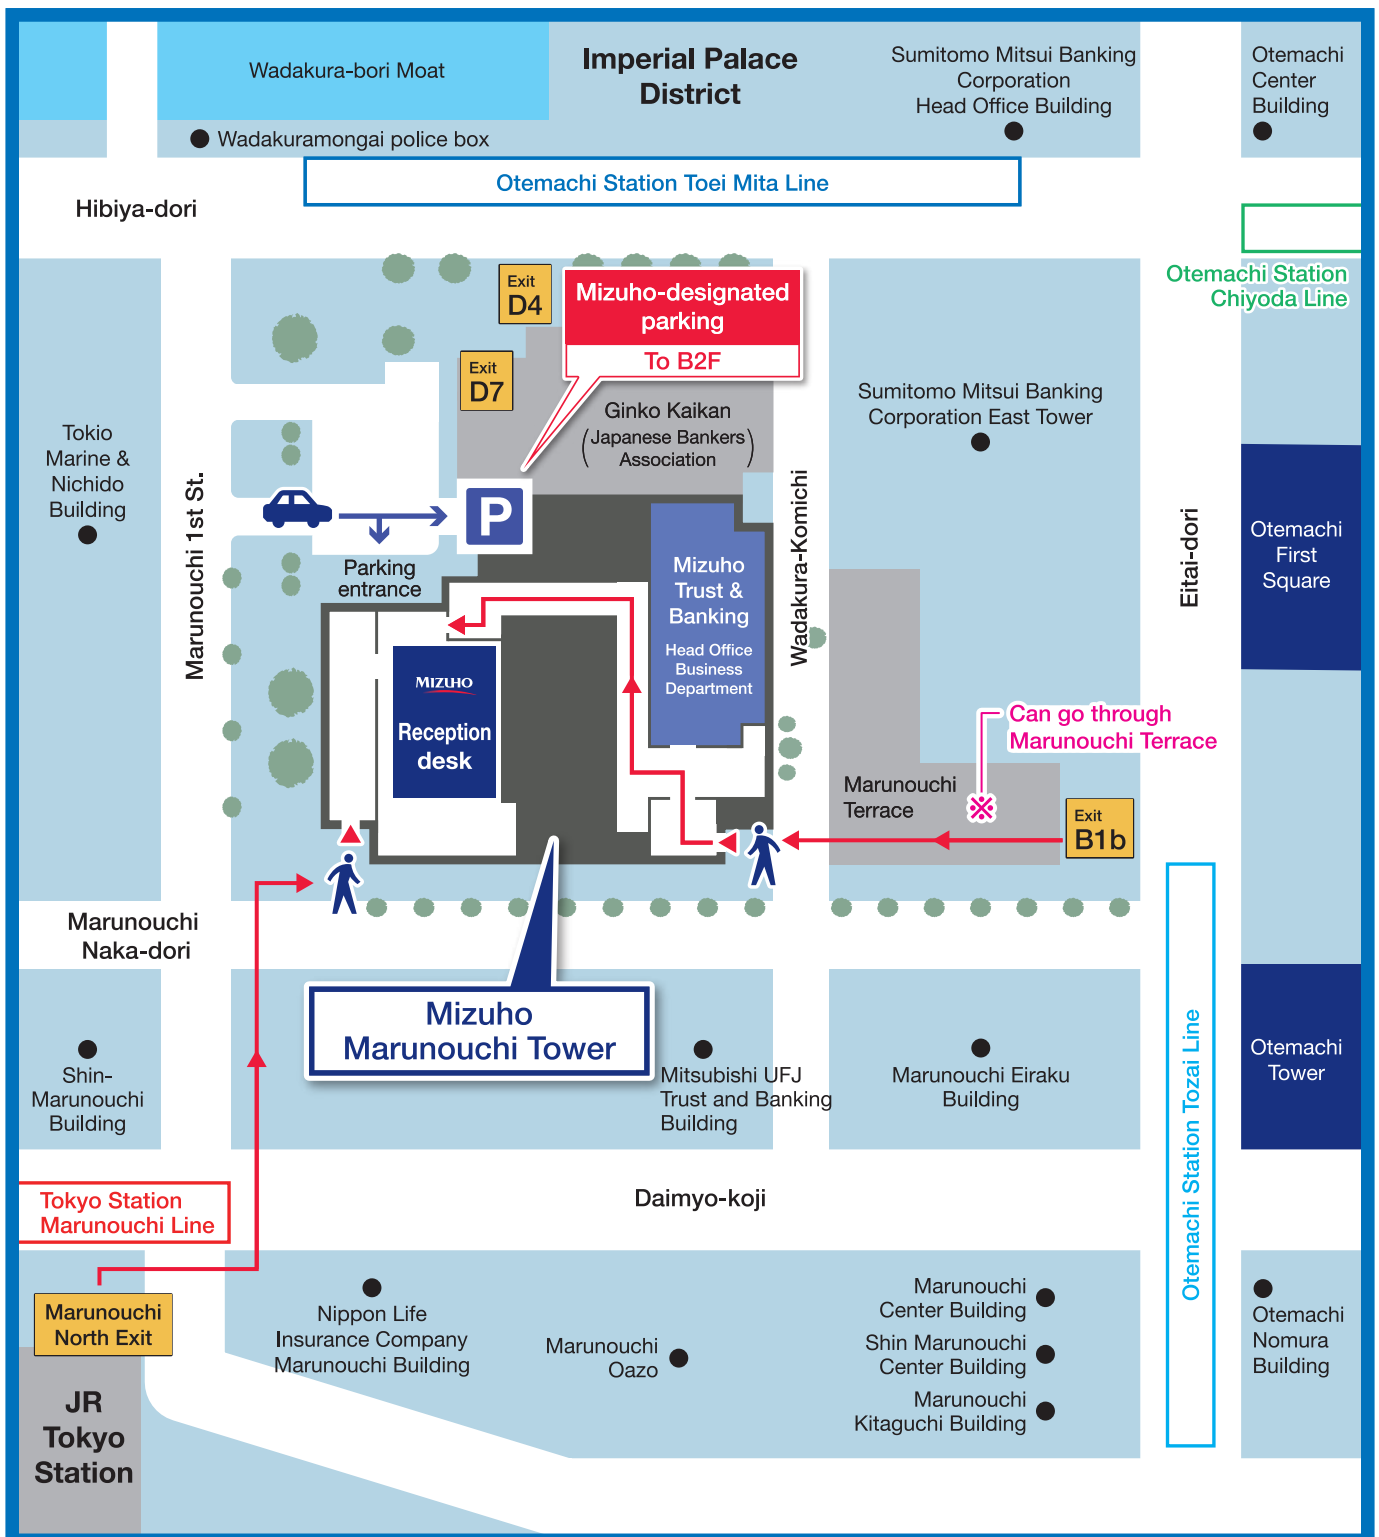 Wadakura-bori Moat
Imperial Palace
District
Sumitomo Mitsui Banking
Corporation
Head Office Building
Otemachi
Center
Building
Wadakuramongai police box
Otemachi Station Toei Mita Line
Hibiya-dori
Otemachi Station
Chiyoda Line
Exit
D4
Mizuho-designated
parking
To B2F
Exit
D7
Ginko Kaikan
(Japanese Bankers
Association)
Sumitomo Mitsui Banking
Corporation East Tower
Tokio
Marine &
Nichido
Building
Marunouchi 1st St.
P
Parking
entrance
Mizuho
Trust &
Banking
Head Office
Business
Department
Wadakura-Komichi
Eitai-dori
Otemachi
First
Square
MIZUHO
Reception
desk
Can go through
Marunouchi Terrace
Marunouchi
Terrace
※
Exit
B1b
Marunouchi
Naka-dori
Mizuho
Marunouchi Tower
Shin-
Marunouchi
Building
Mitsubishi UFJ
Trust and Banking
Building
Marunouchi Eiraku
Building
Otemachi Station Tozai Line
Otemachi
Tower
Tokyo Station
Marunouchi Line
Daimyo-koji
Marunouchi
North Exit
JR
Tokyo
Station
Nippon Life
Insurance Company
Marunouchi Building
Marunouchi
Oazo
Marunouchi
Center Building
Shin Marunouchi
Center Building
Marunouchi
Kitaguchi Building
Otemachi
Nomura
Building